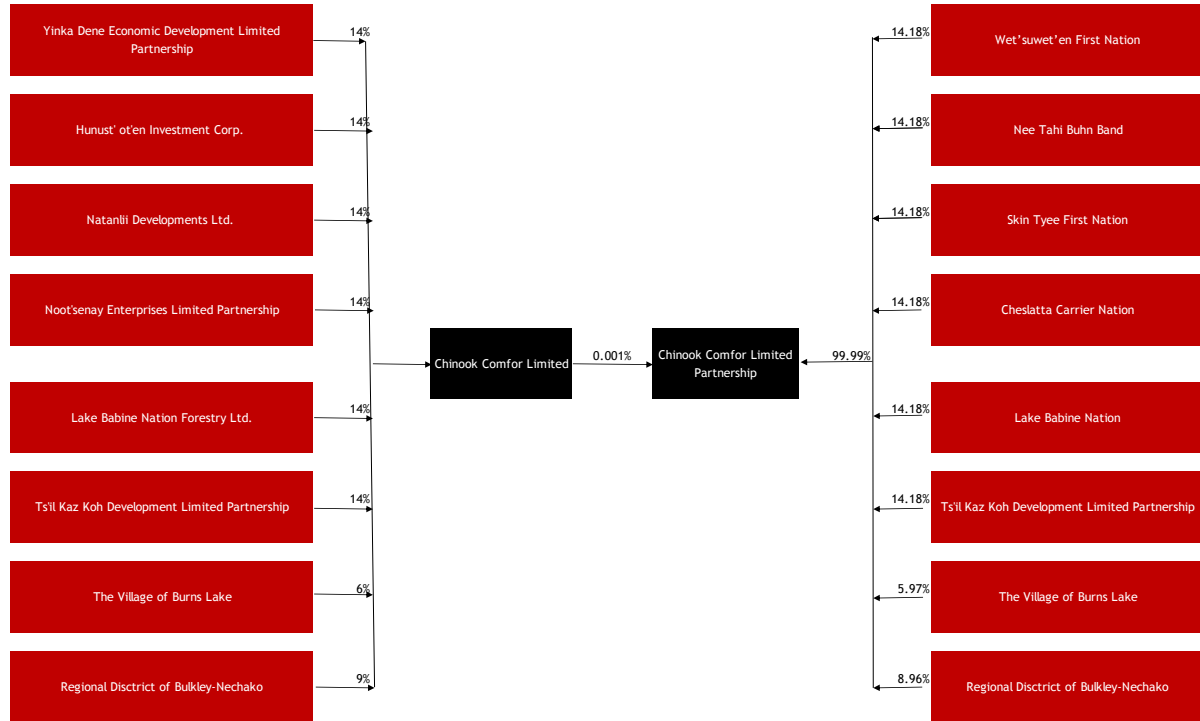 Yinka Dene Economic Development Limited
Partnership
14%
Hunust' ot'en Investment Corp.
14%
Natanlii Developments Ltd.
14%
Noot'senay Enterprises Limited Partnership
14%
Lake Babine Nation Forestry Ltd.
14%
Ts'il Kaz Koh Development Limited Partnership
14%
The Village of Burns Lake
6%
Regional Disctrict of Bulkley-Nechako
9%
Chinook Comfor Limited
0.001%
Chinook Comfor Limited
Partnership
99.99%
14.18%
Wet’suwet’en First Nation
14.18%
Nee Tahi Buhn Band
14.18%
Skin Tyee First Nation
14.18%
Cheslatta Carrier Nation
14.18%
Lake Babine Nation
14.18%
Ts'il Kaz Koh Development Limited Partnership
5.97%
The Village of Burns Lake
8.96%
Regional Disctrict of Bulkley-Nechako